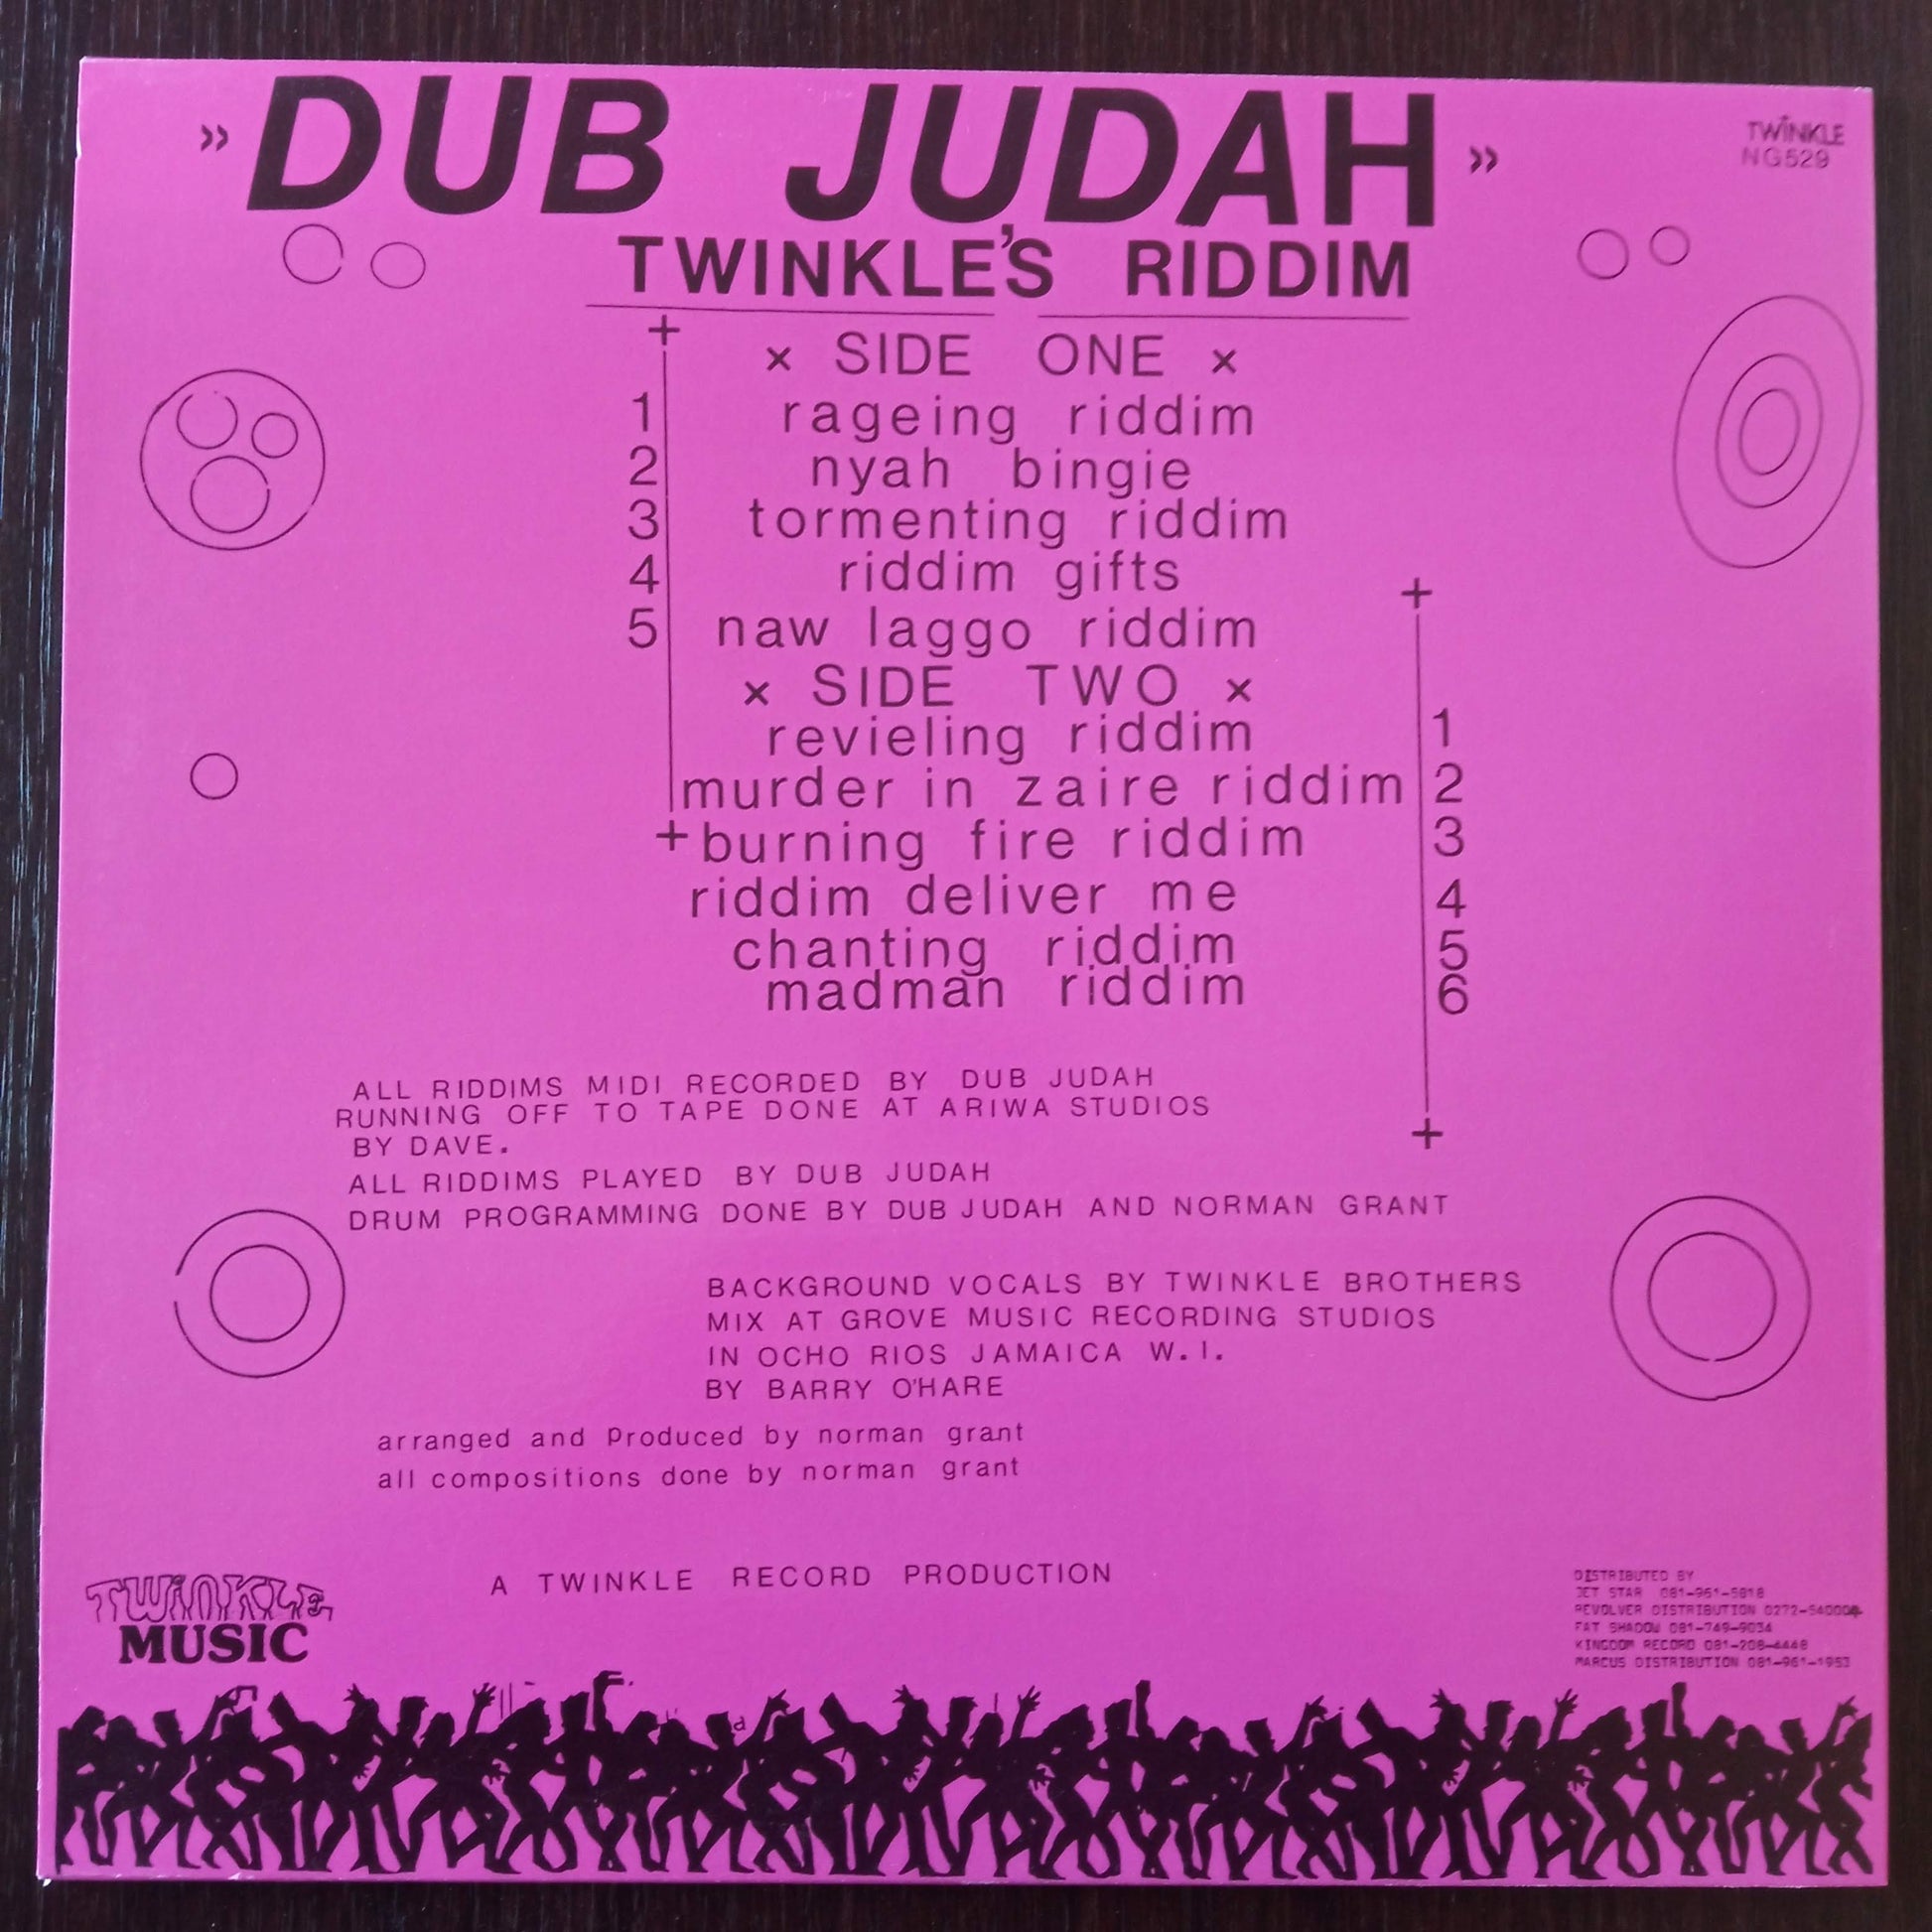 » DUB JUDAH »
TWINKLE
NG529
TWINKLE'S RIDDIM
x SIDE ONE x
1 rageing riddim
2 nyah bingie
3 tormenting riddim
4 riddim gifts
5 naw laggo riddim
x SIDE TWO x
revieling riddim 1
murder in zaire riddim 2
burning fire riddim 3
riddim deliver me 4
chanting riddim 5
madman riddim 6
ALL RIDDIMS MIDI RECORDED BY DUB JUDAH
RUNNING OFF TO TAPE DONE AT ARIWA STUDIOS
BY DAVE.
ALL RIDDIMS PLAYED BY DUB JUDAH
DRUM PROGRAMMING DONE BY DUB JUDAH AND NORMAN GRANT
BACKGROUND VOCALS BY TWINKLE BROTHERS
MIX AT GROVE MUSIC RECORDING STUDIOS
IN OCHO RIOS JAMAICA W.I.
BY BARRY O'HARE
arranged and Produced by norman grant
all compositions done by norman grant
A TWINKLE RECORD PRODUCTION
TWiNKLE
MUSIC
DISTRIBUTED BY
JET STAR 081-961-5818
REVOLVER DISTRIBUTION 0272-540004
FAT SHADOW 081-749-9034
KINGDOM RECORD 081-208-4448
MARCUS DISTRIBUTION 081-961-1953